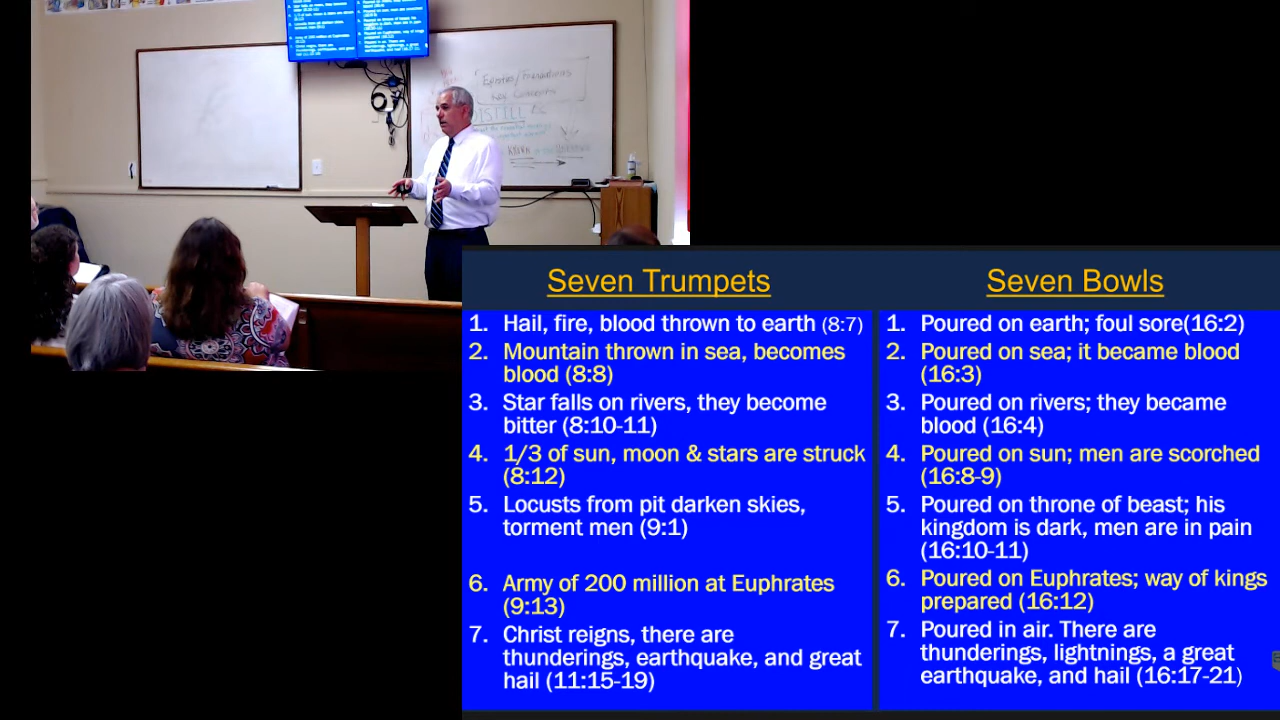 Ephesians/Translations
Key Concepts
DISTILL
Seven Trumpets
1. Hail, fire, blood thrown to earth (8:7)
2. Mountain thrown in sea, becomes
blood (8:8)
3. Star falls on rivers, they become
bitter (8:10-11)
4. 1/3 of sun, moon & stars are struck
(8:12)
5. Locusts from pit darken skies,
torment men (9:1)
6. Army of 200 million at Euphrates
(9:13)
7. Christ reigns, there are
thunderings, earthquake, and great
hail (11:15-19)
Seven Bowls
1. Poured on earth; foul sore(16:2)
2. Poured on sea; it became blood
(16:3)
3. Poured on rivers; they became
blood (16:4)
4. Poured on sun; men are scorched
(16:8-9)
5. Poured on throne of beast; his
kingdom is dark, men are in pain
(16:10-11)
6. Poured on Euphrates; way of kings
prepared (16:12)
7. Poured in air. There are
thunderings, lightnings, a great
earthquake, and hail (16:17-21)